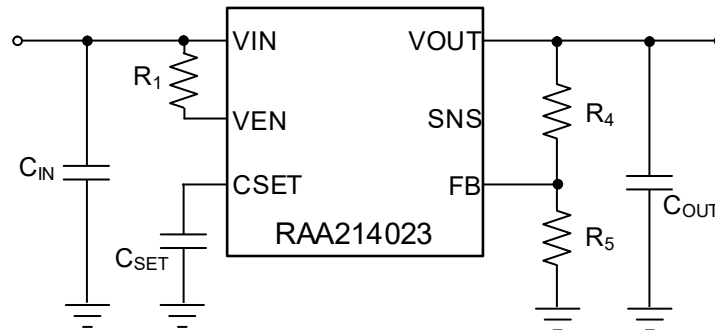 VIN
VOUT
R1
R4
VEN
SNS
CIN
CSET
FB
COUT
CSET
RAA214023
R5